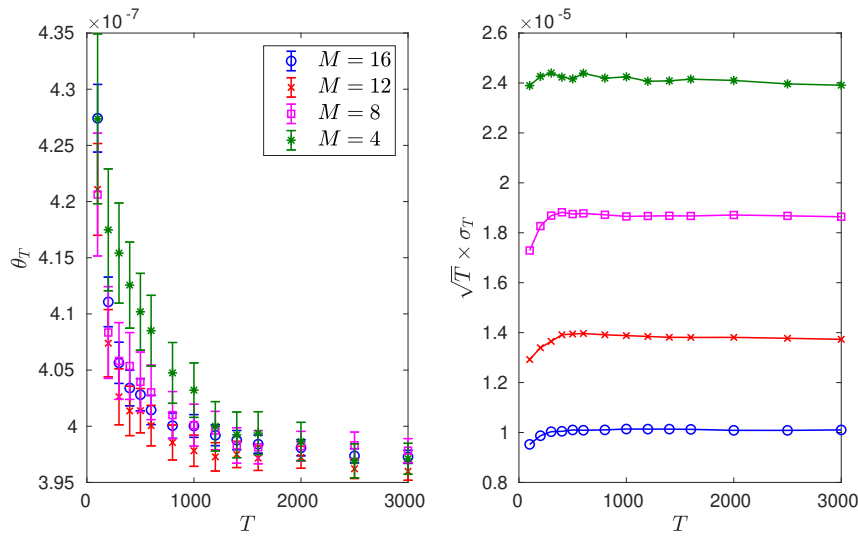 ×10⁻⁷
4.35
4.3
4.25
4.2
4.15
4.1
4.05
4
3.95
θ_T
0 1000 2000 3000
T
M = 16
M = 12
M = 8
M = 4
×10⁻⁵
2.6
2.4
2.2
2
1.8
1.6
1.4
1.2
1
0.8
√T × σ_T
0 1000 2000 3000
T